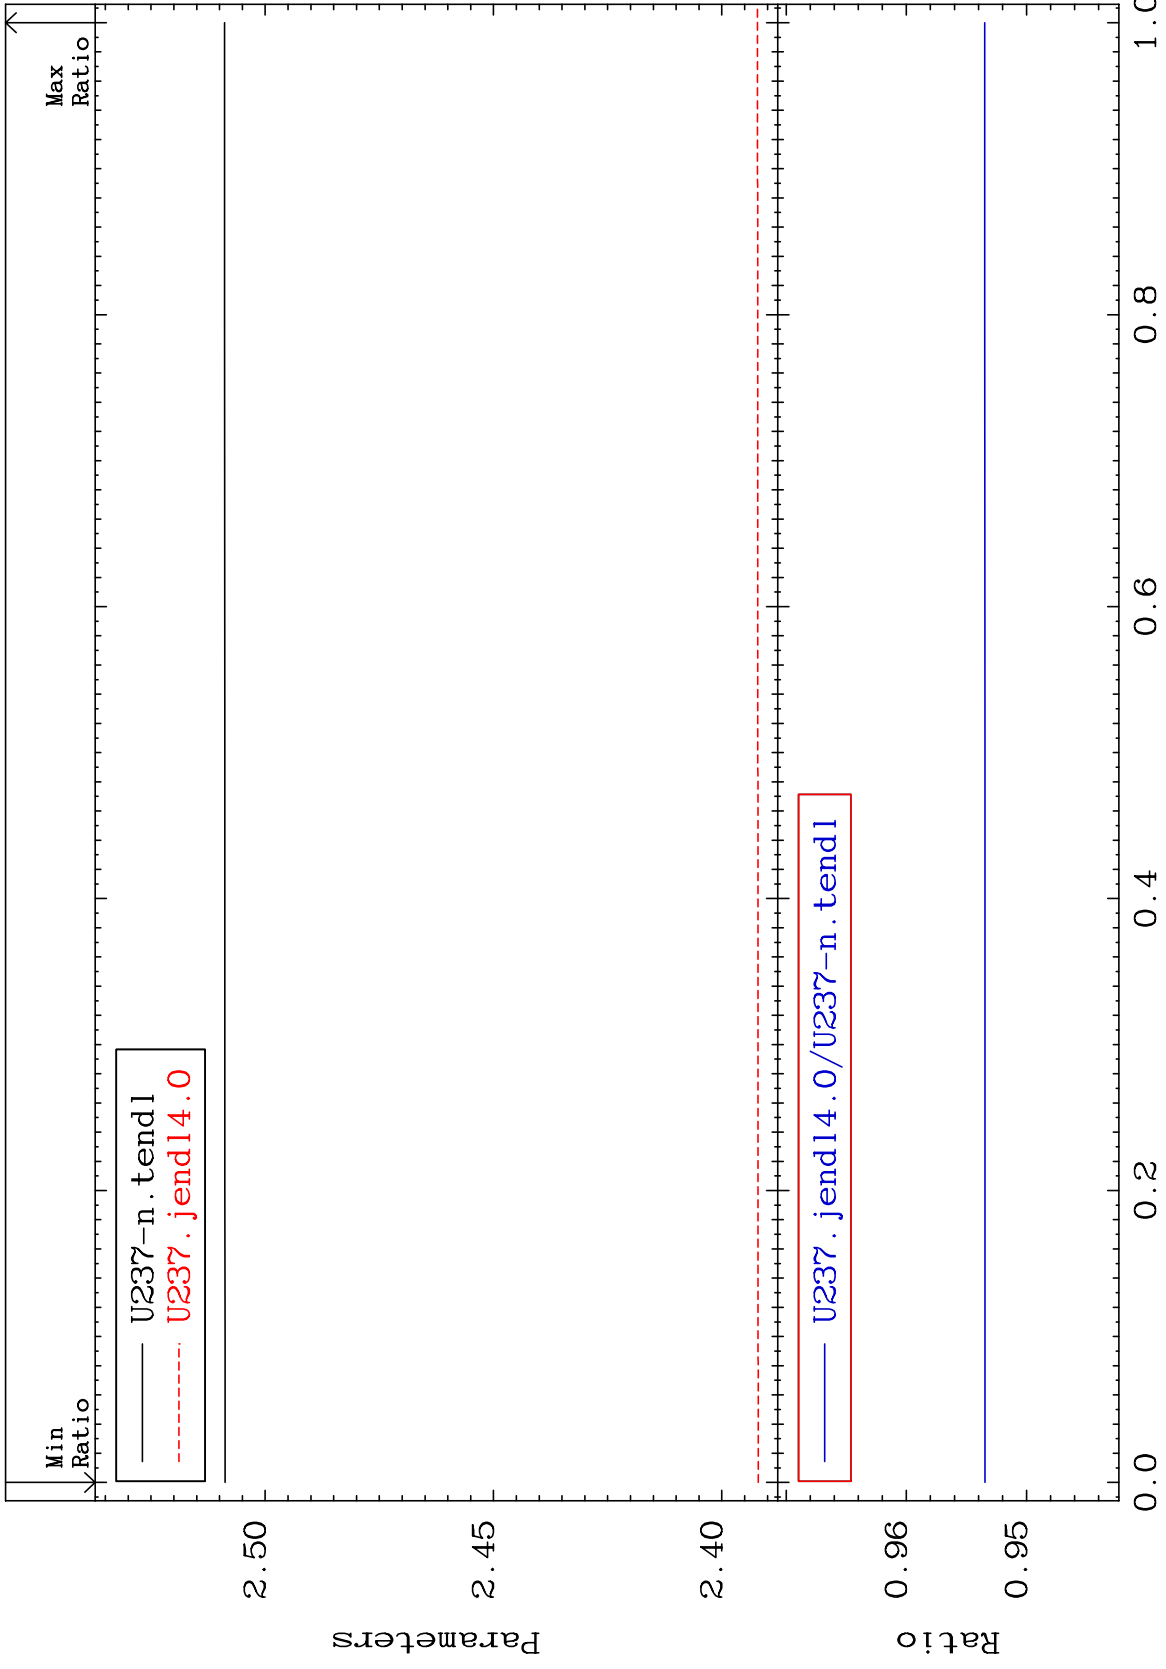 Min
Ratio
Max
Ratio
U237-n.tendl
U237.jendl4.0
2.50
2.45
2.40
Parameters
U237.jendl4.0/U237-n.tendl
0.96
0.95
Ratio
0.0 0.2 0.4 0.6 0.8 1.0